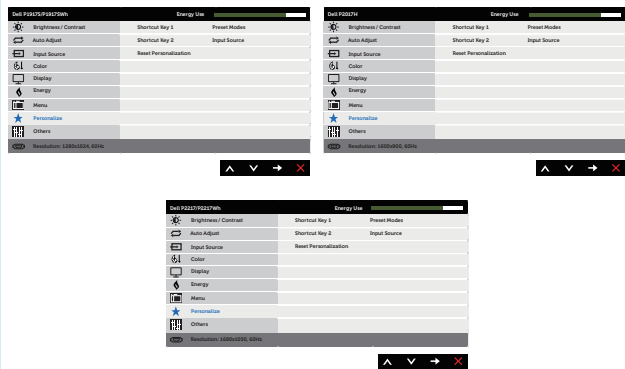 Dell P1917S/P1917SWh Energy Use
Brightness / Contrast Shortcut Key 1 Preset Modes
Auto Adjust Shortcut Key 2 Input Source
Input Source Reset Personalization
Color
Display
Energy
Menu
Personalize
Others
Resolution: 1280x1024, 60Hz
Dell P2017H Energy Use
Brightness / Contrast Shortcut Key 1 Preset Modes
Auto Adjust Shortcut Key 2 Input Source
Input Source Reset Personalization
Color
Display
Energy
Menu
Personalize
Others
Resolution: 1600x900, 60Hz
Dell P2217/P2217Wh Energy Use
Brightness / Contrast Shortcut Key 1 Preset Modes
Auto Adjust Shortcut Key 2 Input Source
Input Source Reset Personalization
Color
Display
Energy
Menu
Personalize
Others
Resolution: 1680x1050, 60Hz